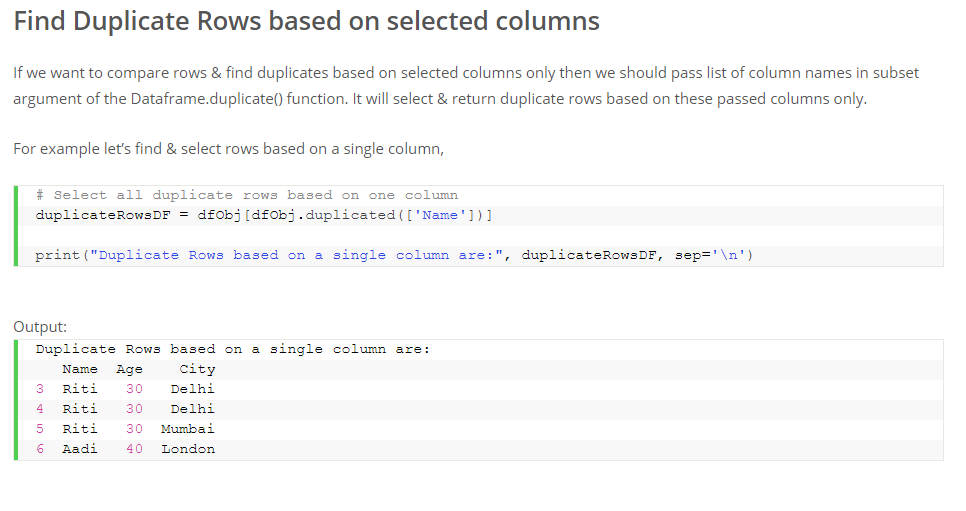 Find Duplicate Rows based on selected columns
If we want to compare rows & find duplicates based on selected columns only then we should pass list of column names in subset
argument of the Dataframe.duplicate() function. It will select & return duplicate rows based on these passed columns only.
For example let's find & select rows based on a single column,
# Select all duplicate rows based on one column
duplicateRowsDF = dfObj[dfObj.duplicated(['Name'])]
print("Duplicate Rows based on a single column are:", duplicateRowsDF, sep='\n')
Output:
Duplicate Rows based on a single column are:
   Name  Age    City
3  Riti   30   Delhi
4  Riti   30   Delhi
5  Riti   30  Mumbai
6  Aadi   40  London